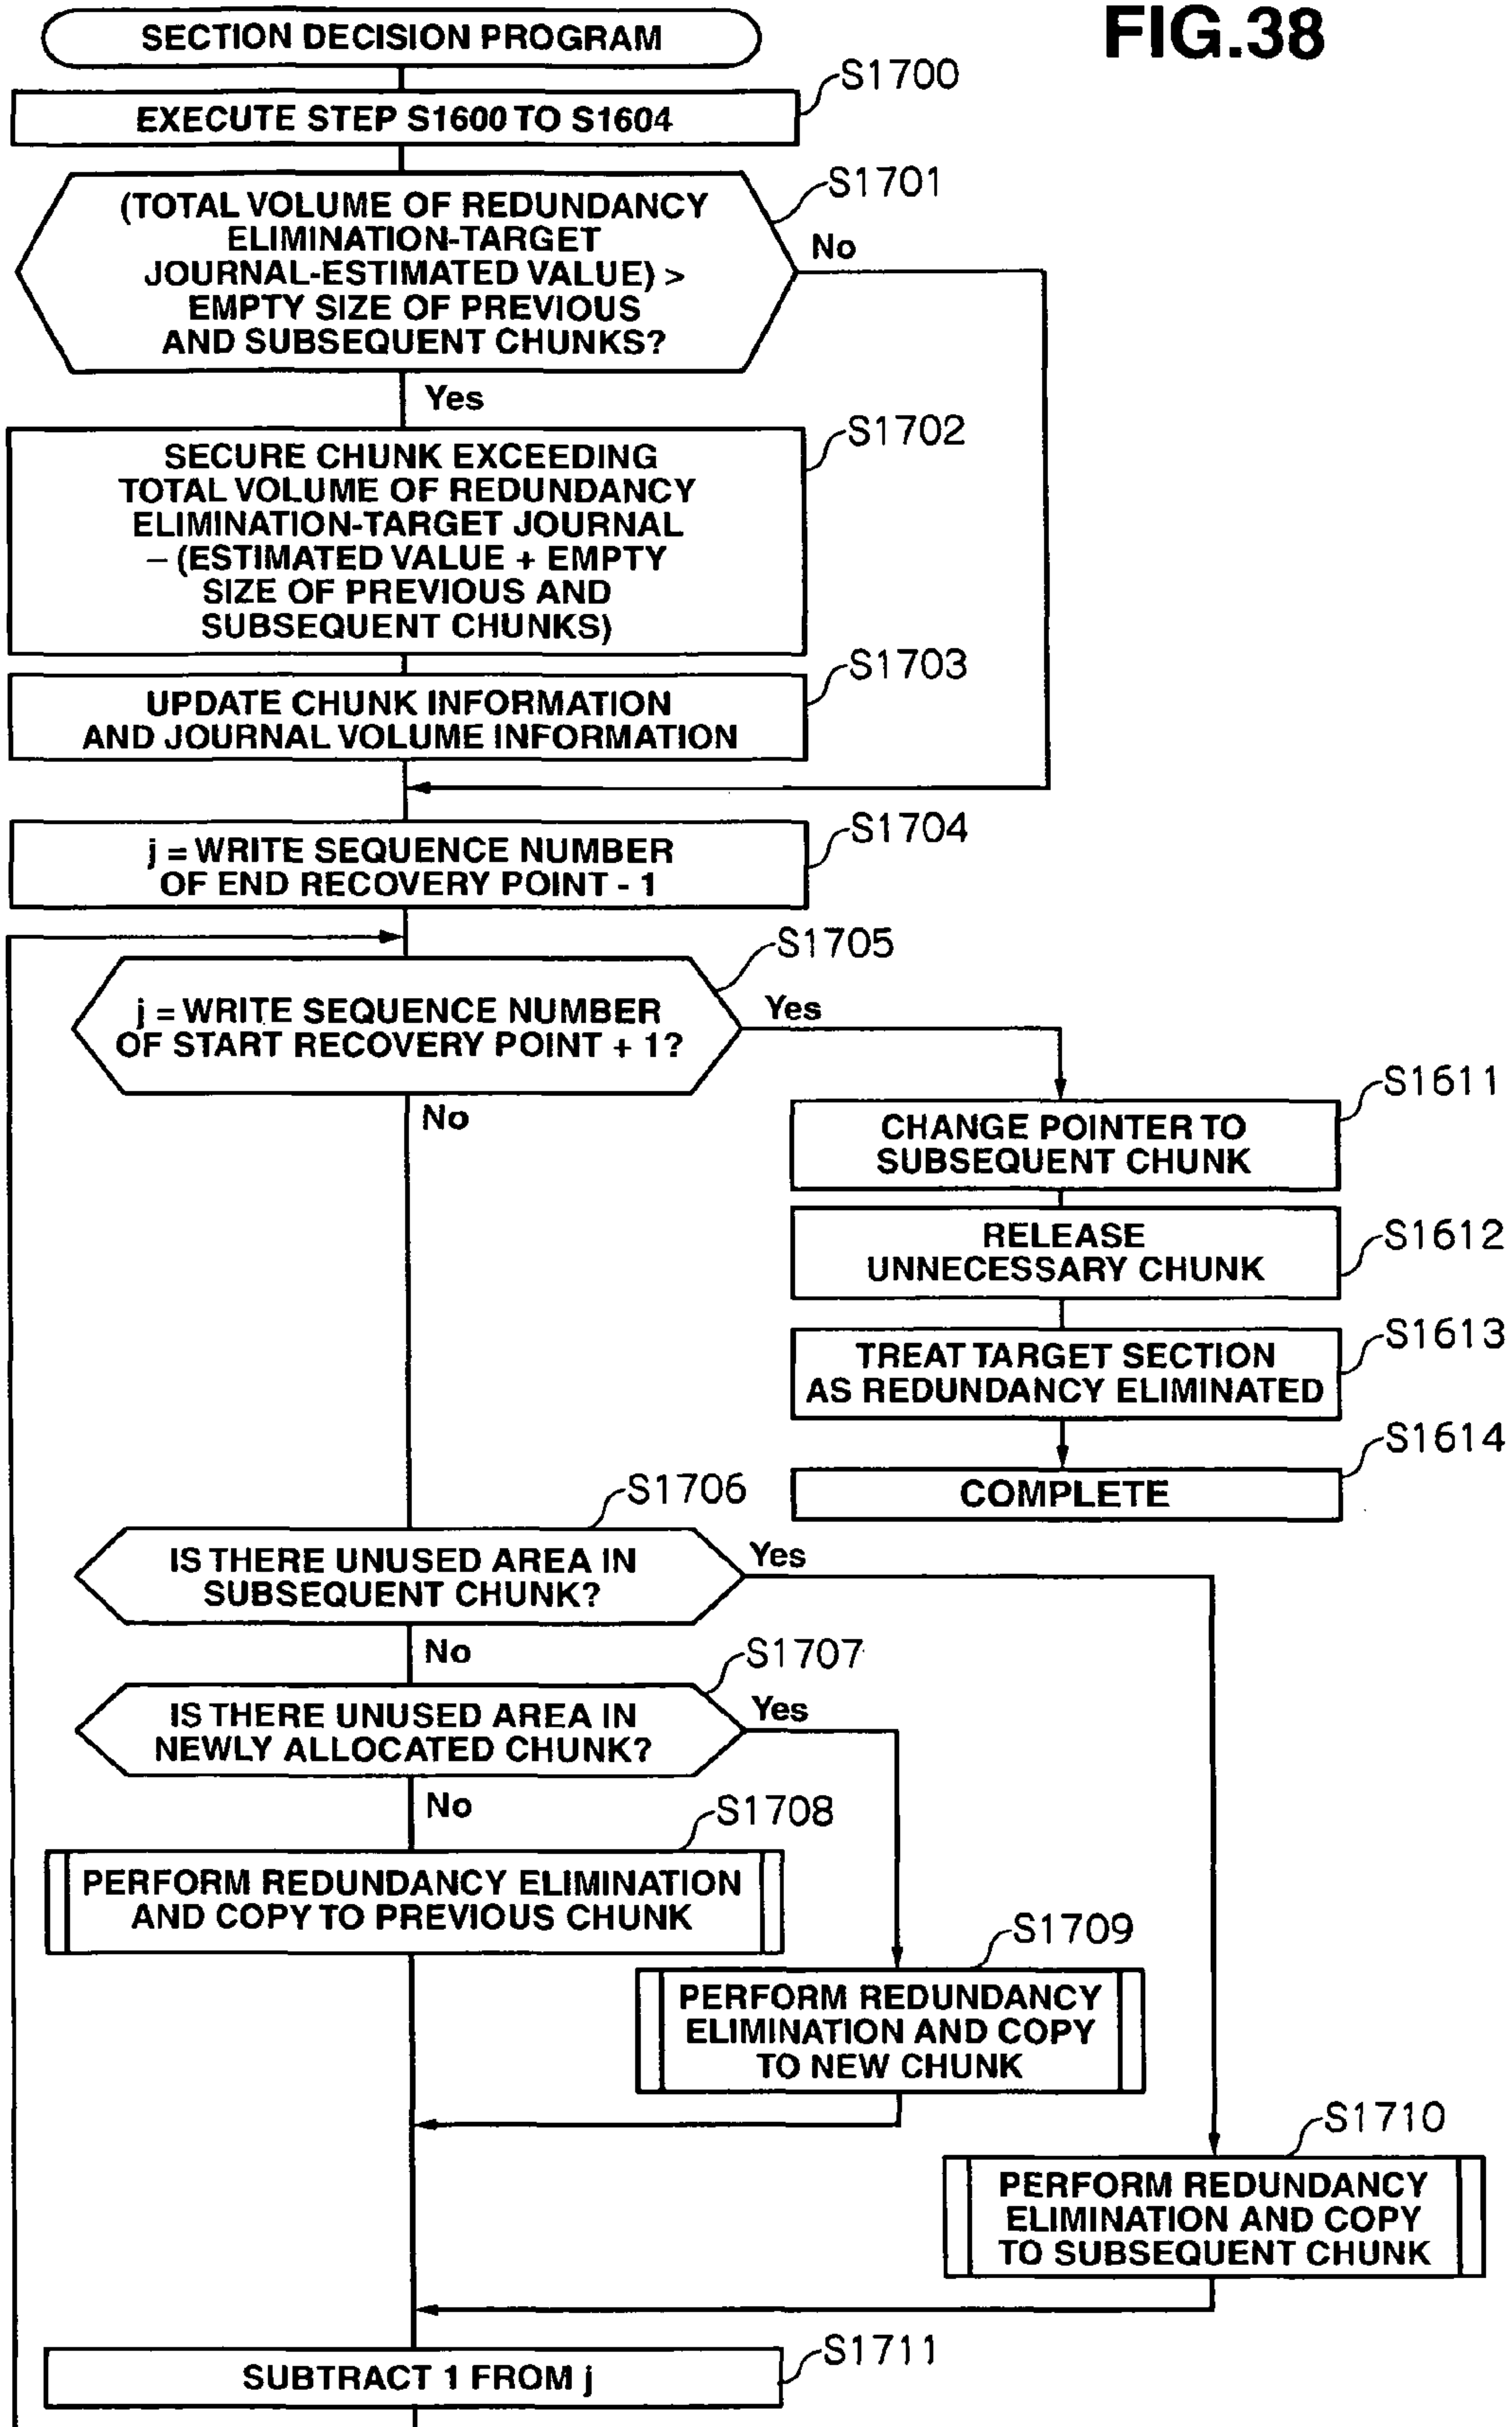 FIG.38
SECTION DECISION PROGRAM
S1700
EXECUTE STEP S1600 TO S1604
S1701
(TOTAL VOLUME OF REDUNDANCY
ELIMINATION-TARGET
JOURNAL-ESTIMATED VALUE) >
EMPTY SIZE OF PREVIOUS
AND SUBSEQUENT CHUNKS?
No
Yes
S1702
SECURE CHUNK EXCEEDING
TOTAL VOLUME OF REDUNDANCY
ELIMINATION-TARGET JOURNAL
– (ESTIMATED VALUE + EMPTY
SIZE OF PREVIOUS AND
SUBSEQUENT CHUNKS)
S1703
UPDATE CHUNK INFORMATION
AND JOURNAL VOLUME INFORMATION
S1704
j = WRITE SEQUENCE NUMBER
OF END RECOVERY POINT - 1
S1705
j = WRITE SEQUENCE NUMBER
OF START RECOVERY POINT + 1?
Yes
No
S1611
CHANGE POINTER TO
SUBSEQUENT CHUNK
S1612
RELEASE
UNNECESSARY CHUNK
S1613
TREAT TARGET SECTION
AS REDUNDANCY ELIMINATED
S1614
COMPLETE
S1706
IS THERE UNUSED AREA IN
SUBSEQUENT CHUNK?
Yes
No
S1707
IS THERE UNUSED AREA IN
NEWLY ALLOCATED CHUNK?
Yes
No
S1708
PERFORM REDUNDANCY ELIMINATION
AND COPY TO PREVIOUS CHUNK
S1709
PERFORM REDUNDANCY
ELIMINATION AND COPY
TO NEW CHUNK
S1710
PERFORM REDUNDANCY
ELIMINATION AND COPY
TO SUBSEQUENT CHUNK
S1711
SUBTRACT 1 FROM j